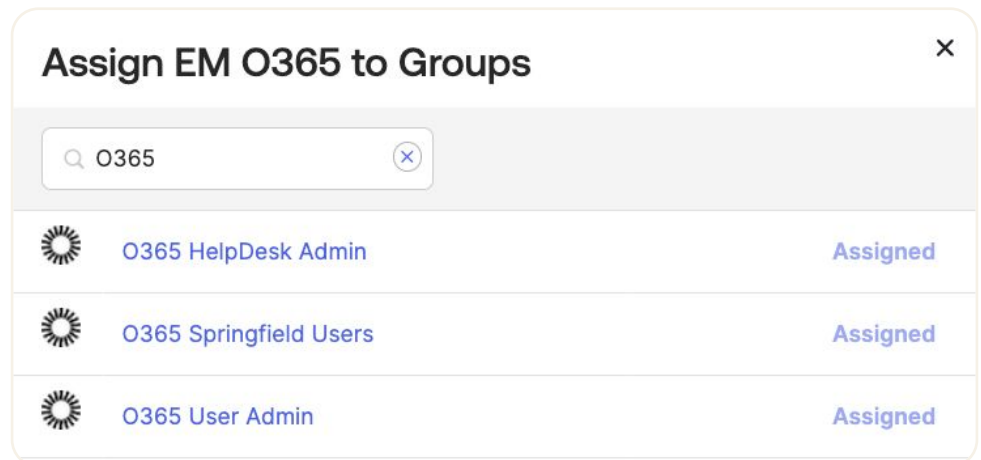 Assign EM O365 to Groups
O365
O365 HelpDesk Admin Assigned
O365 Springfield Users Assigned
O365 User Admin Assigned